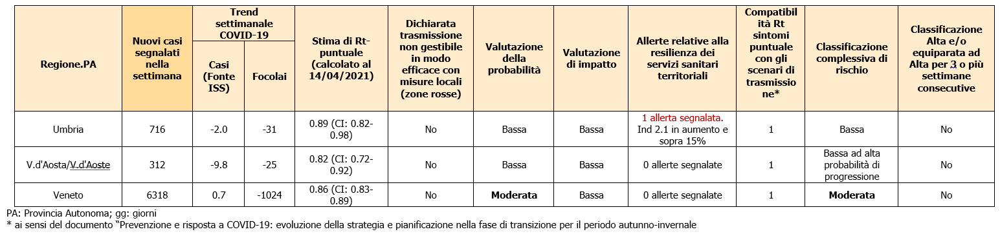 Regione.PA
Nuovi casi
segnalati
nella
settimana
Trend
settimanale
COVID-19
Casi
(Fonte
ISS)
Focolai
Stima di Rt-
puntuale
(calcolato al
14/04/2021)
Dichiarata
trasmissione
non gestibile
in modo
efficace con
misure locali
(zone rosse)
Valutazione
della
probabilità
Valutazione
di impatto
Allerte relative alla
resilienza dei
servizi sanitari
territoriali
Compatibil
ità Rt
sintomi
puntuale
con gli
scenari di
trasmissio
ne*
Classificazione
complessiva di
rischio
Classificazione
Alta e/o
equiparata ad
Alta per 3 o più
settimane
consecutive
Umbria
716
-2.0
-31
0.89 (CI: 0.82-
0.98)
No
Bassa
Bassa
1 allerta segnalata.
Ind 2.1 in aumento e
sopra 15%
1
Bassa
No
V.d'Aosta/V.d'Aoste
312
-9.8
-25
0.82 (CI: 0.72-
0.92)
No
Bassa
Bassa
0 allerte segnalate
1
Bassa ad alta
probabilità di
progressione
No
Veneto
6318
0.7
-1024
0.86 (CI: 0.83-
0.89)
No
Moderata
Bassa
0 allerte segnalate
1
Moderata
No
PA: Provincia Autonoma; gg: giorni
* ai sensi del documento “Prevenzione e risposta a COVID-19: evoluzione della strategia e pianificazione nella fase di transizione per il periodo autunno-invernale